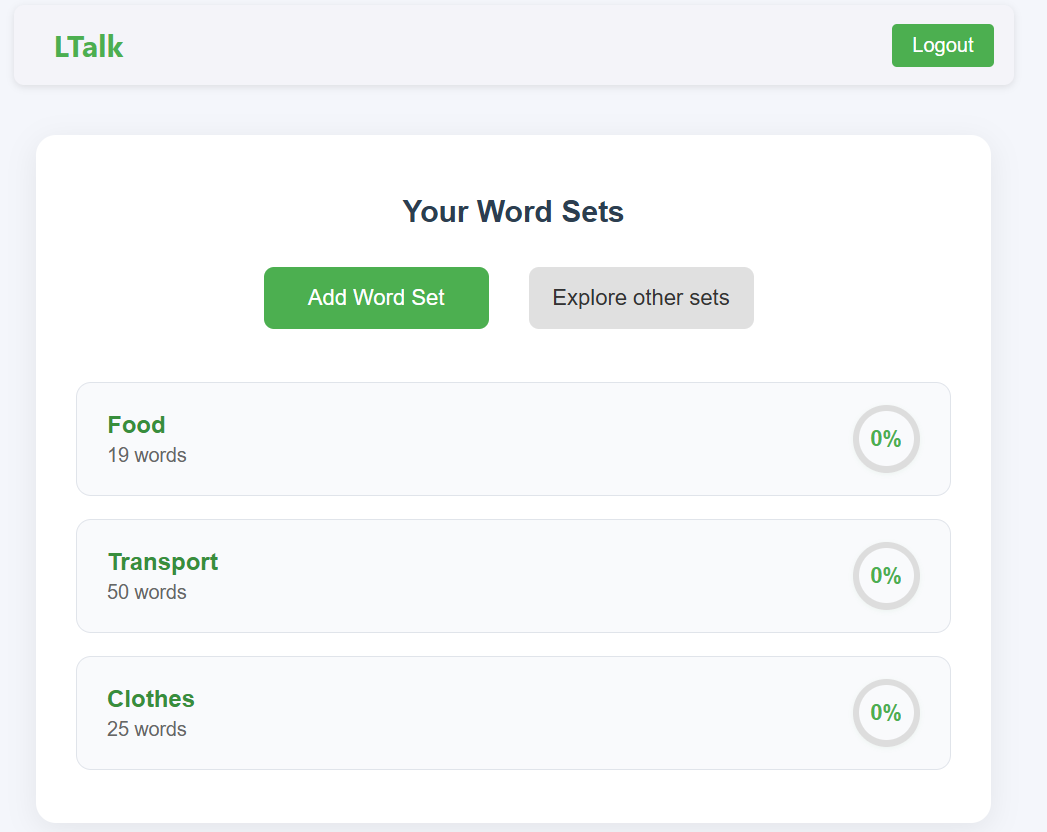 LTalk
Logout
Your Word Sets
Add Word Set
Explore other sets
Food
19 words
0%
Transport
50 words
0%
Clothes
25 words
0%